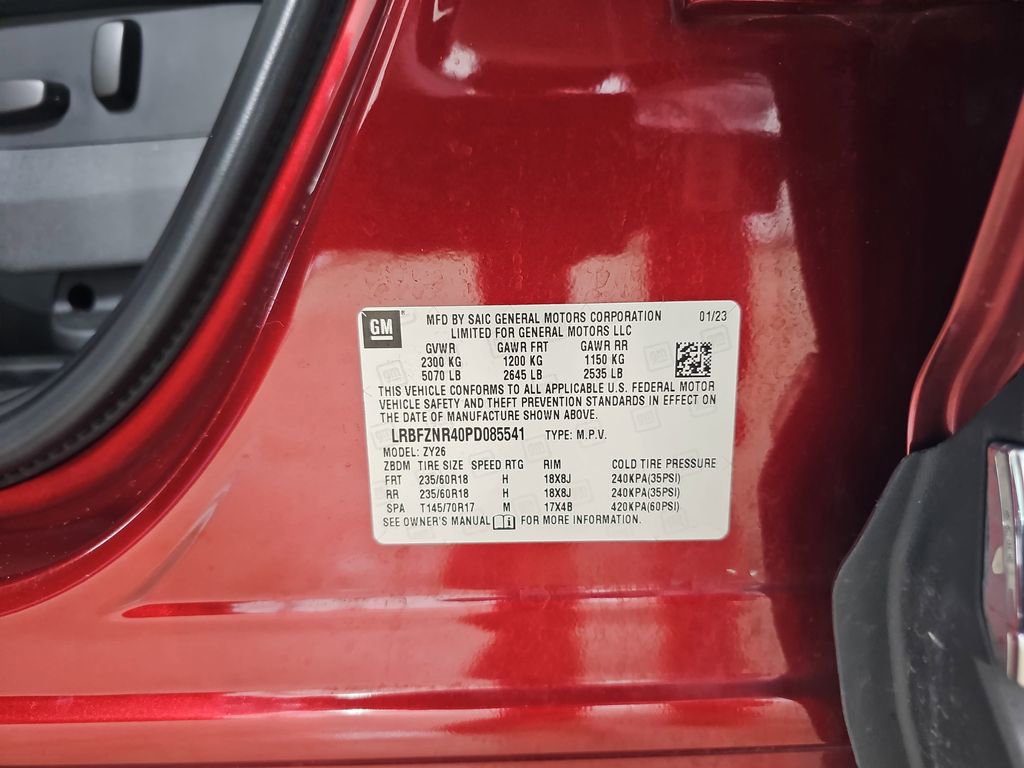 GM
MFD BY SAIC GENERAL MOTORS CORPORATION 01/23
LIMITED FOR GENERAL MOTORS LLC
GVWR GAWR FRT GAWR RR
2300 KG 1200 KG 1150 KG
5070 LB 2645 LB 2535 LB
THIS VEHICLE CONFORMS TO ALL APPLICABLE U.S. FEDERAL MOTOR
VEHICLE SAFETY AND THEFT PREVENTION STANDARDS IN EFFECT ON
THE DATE OF MANUFACTURE SHOWN ABOVE.
LRBFZNR40PD085541 TYPE: M.P.V.
MODEL: ZY26
ZBDM TIRE SIZE SPEED RTG RIM COLD TIRE PRESSURE
FRT 235/60R18 H 18X8J 240KPA(35PSI)
RR 235/60R18 H 18X8J 240KPA(35PSI)
SPA T145/70R17 M 17X4B 420KPA(60PSI)
SEE OWNER'S MANUAL FOR MORE INFORMATION.